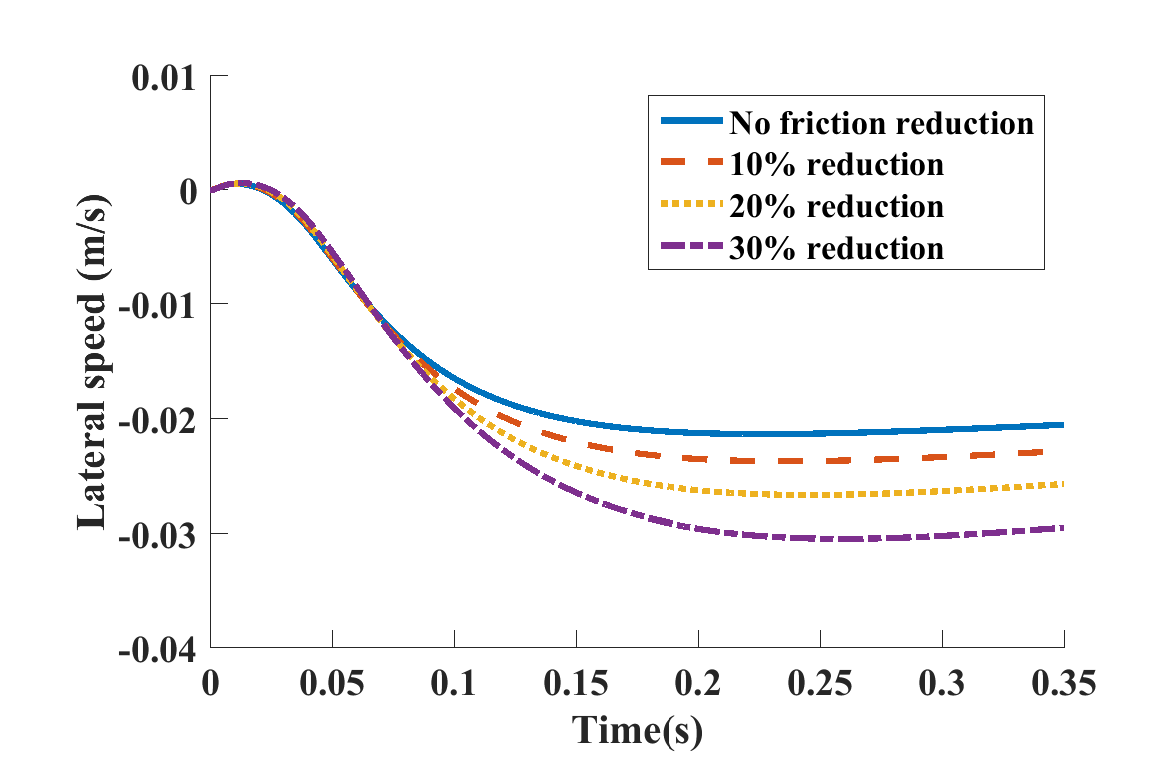 0.01
0
-0.01
-0.02
-0.03
-0.04
Lateral speed (m/s)
No friction reduction
10% reduction
20% reduction
30% reduction
0 0.05 0.1 0.15 0.2 0.25 0.3 0.35
Time(s)